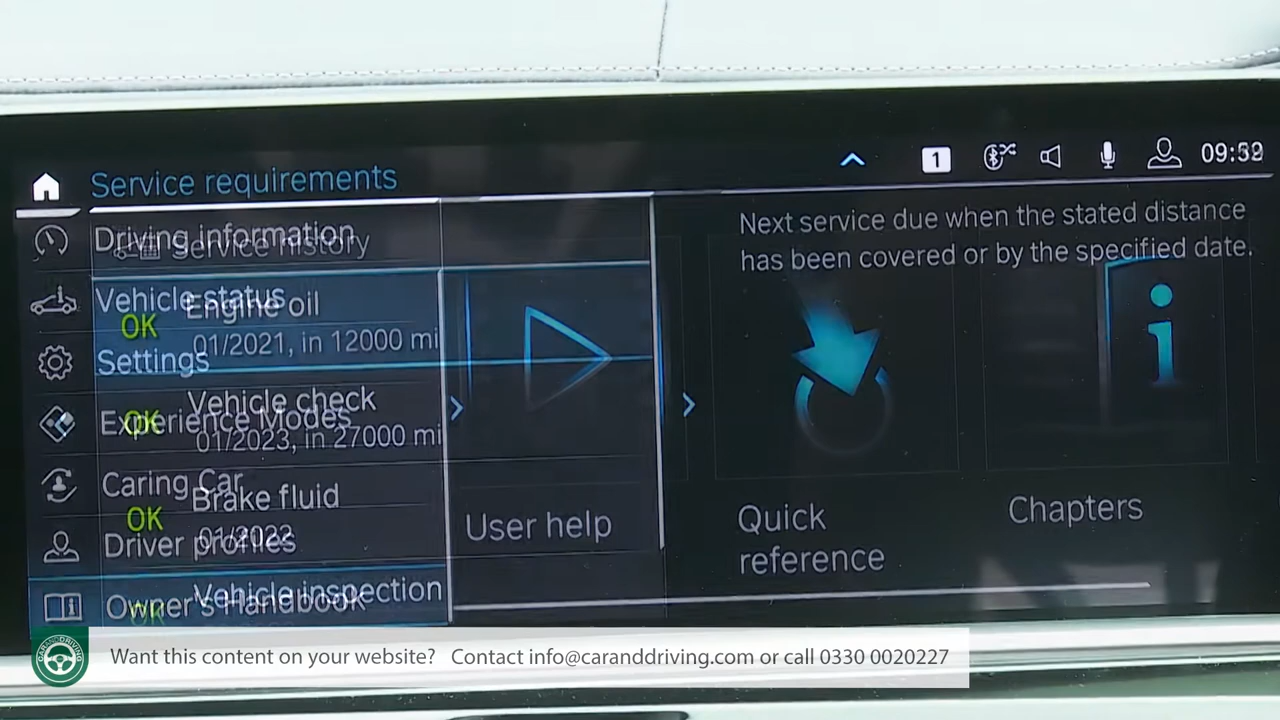 Service requirements
1
09:5
Driving information
Service history
Vehicle status
Engine oil
OK
01/2021, in 12000 mi
Settings
Vehicle check
OK
Experience Modes
01/2023, in 27000 mi
Caring Car
Brake fluid
OK
Driver profiles
Vehicle inspection
Owner's Handbook
OK
User help
Next service due when the stated distance
has been covered or by the specified date.
Quick
reference
Chapters
CARANDDRIVING
Want this content on your website? Contact info@caranddriving.com or call 0330 0020227